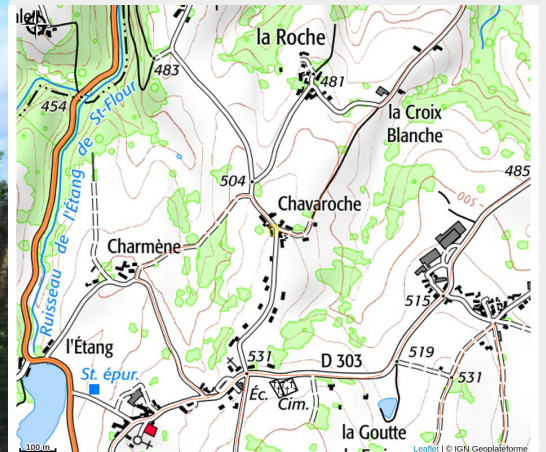 la Roche
483
481
454
la Croix
Blanche
Ruisseau de l'Étang de St-Flour
504
485
500
Chavaroche
Charmène
515
l'Étang
531
D 303
519
St. épur.
531
Éc.
Cim.
la Goutte
100 m
Leaflet | © IGN Geoplateforme